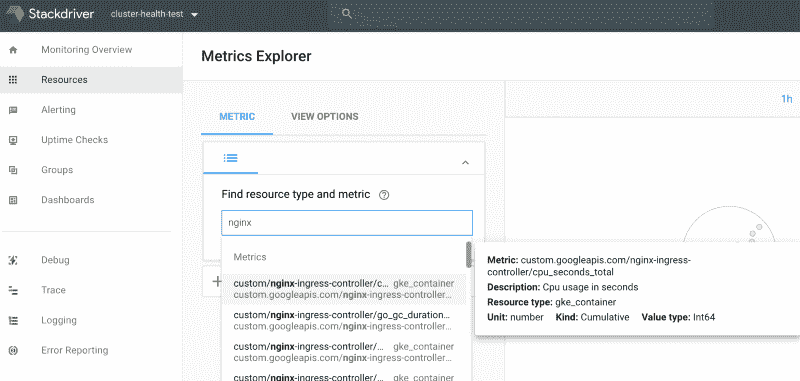 Stackdriver
cluster-health-test
Monitoring Overview
Resources
Alerting
Uptime Checks
Groups
Dashboards
Debug
Trace
Logging
Error Reporting
Metrics Explorer
METRIC VIEW OPTIONS
1h
Find resource type and metric ?
nginx
Metrics
custom/nginx-ingress-controller/c... gke_container
custom.googleapis.com/nginx-ingress-controller...
custom/nginx-ingress-controller/go_gc_duration...
custom.googleapis.com/nginx-ingress-controller...
custom/nginx-ingress-controller/... gke_container
custom.googleapis.com/nginx-ingress-controller...
custom/nginx-ingress-controller/... gke_container
Metric: custom.googleapis.com/nginx-ingress-
controller/cpu_seconds_total
Description: Cpu usage in seconds
Resource type: gke_container
Unit: number Kind: Cumulative Value type: Int64